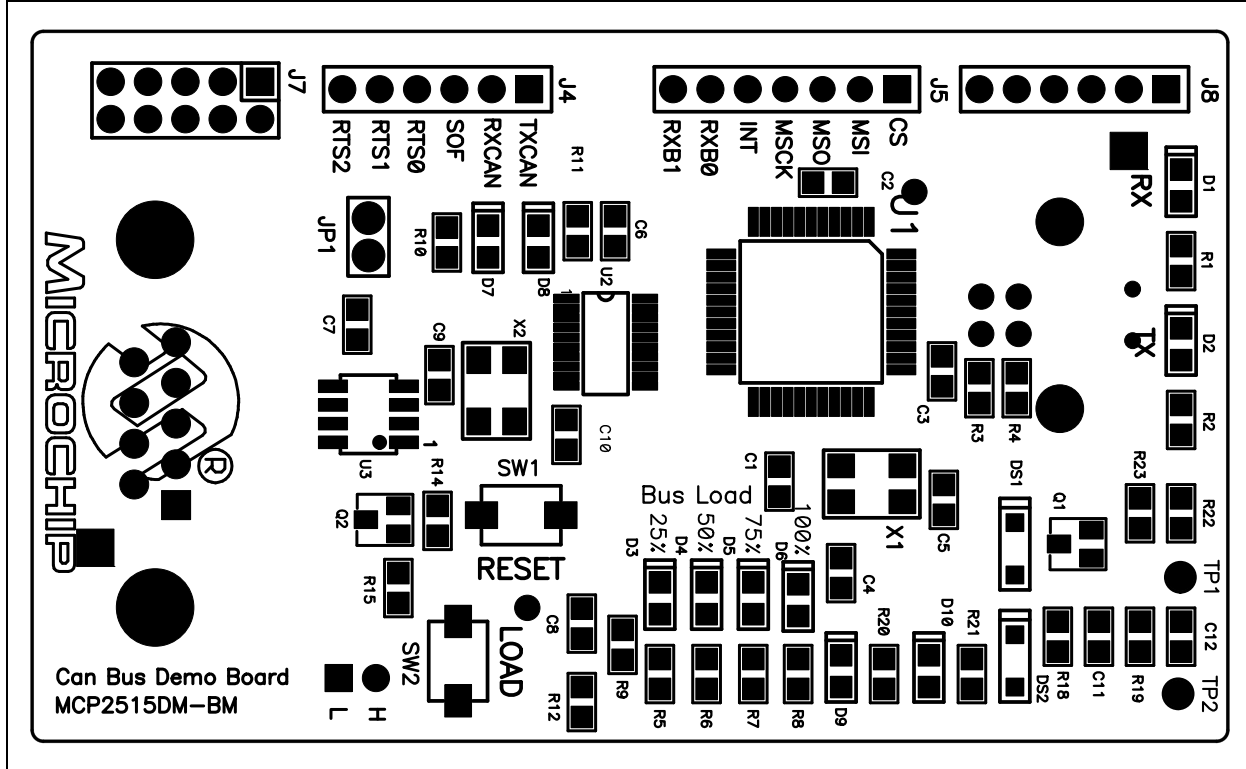 J7
J4
J5
J8
RTS2
RTS1
RTS0
SOF
RXCAN
TXCAN
R11
RXB1
RXB0
INT
MSCK
MSO
MSI
CS
C2
U1
RX
D1
JP1
R10
D7
D8
C6
R1
U2
1
C7
C9
X2
TX
D2
MICROCHIP
®
U3
1
C10
C3
R3
R4
R2
R14
SW1
C1
Bus Load
25%
50%
75%
100%
X1
C5
DS1
Q1
R23
R22
Q2
RESET
D3
D4
D5
D6
C4
TP1
R15
SW2
LOAD
C8
R9
R20
D10
R21
C12
Can Bus Demo Board
MCP2515DM-BM
L
H
R12
R5
R6
R7
R8
D9
DS2
R18
C11
R19
TP2